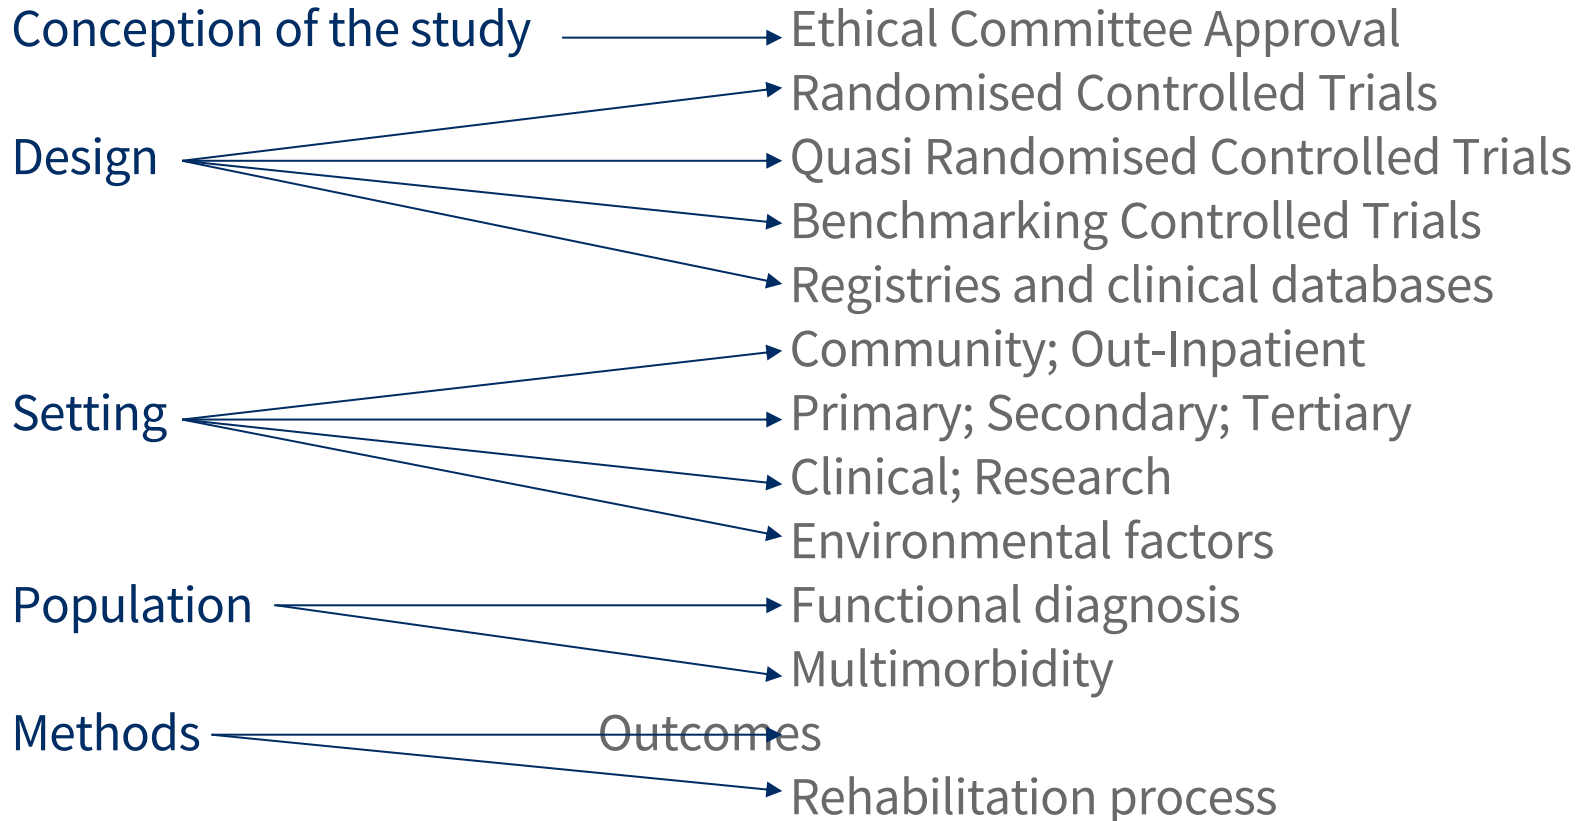 Conception of the study Ethical Committee Approval
Randomised Controlled Trials
Design Quasi Randomised Controlled Trials
Benchmarking Controlled Trials
Registries and clinical databases
Community; Out-Inpatient
Setting Primary; Secondary; Tertiary
Clinical; Research
Environmental factors
Population Functional diagnosis
Multimorbidity
Methods Outcomes
Rehabilitation process